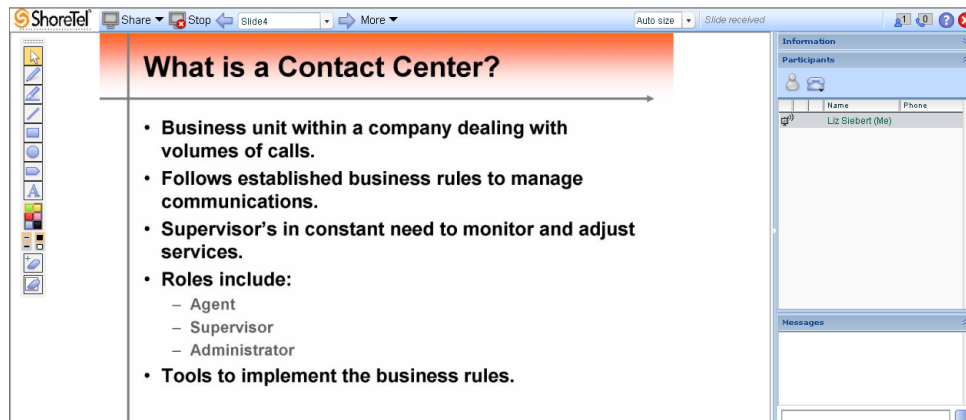 ShoreTel Share Stop Slide4 More Auto size Slide received 1 0 ?
What is a Contact Center?
• Business unit within a company dealing with
volumes of calls.
• Follows established business rules to manage
communications.
• Supervisor's in constant need to monitor and adjust
services.
• Roles include:
– Agent
– Supervisor
– Administrator
• Tools to implement the business rules.
A
Information
Participants
Name Phone
Liz Siebert (Me)
Messages